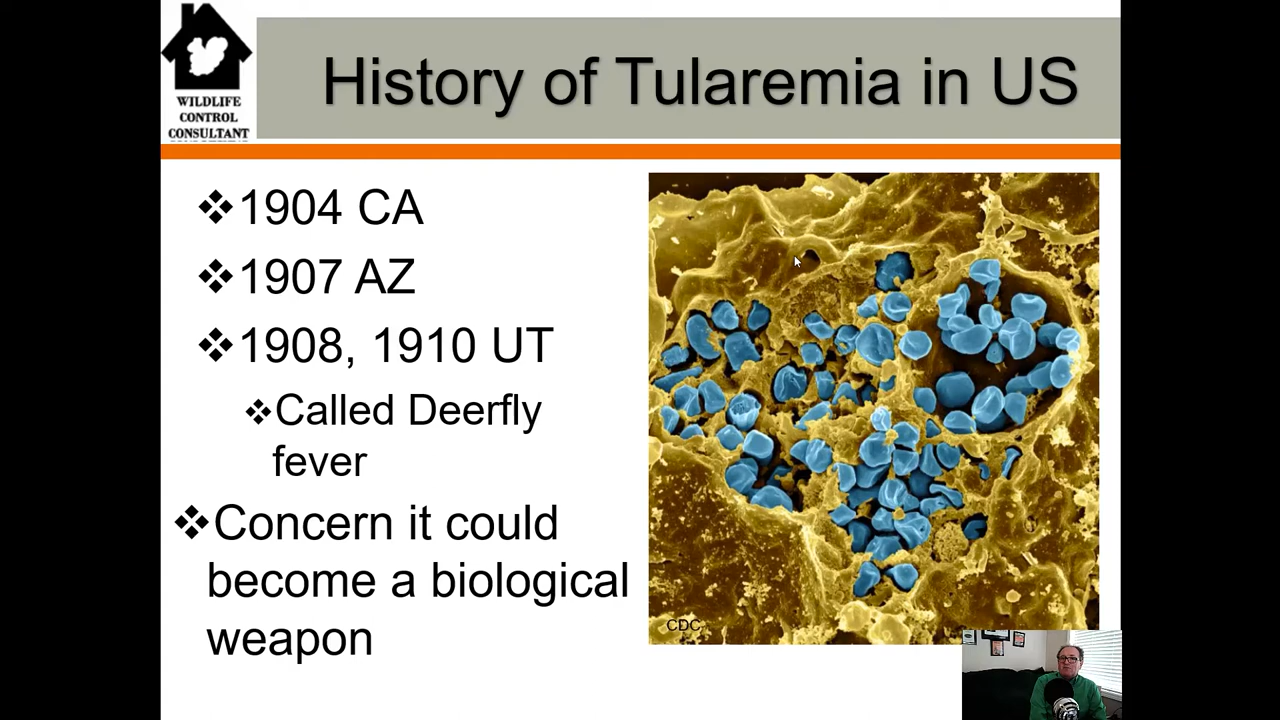 WILDLIFE
CONTROL
CONSULTANT
History of Tularemia in US
❖1904 CA
❖1907 AZ
❖1908, 1910 UT
❖Called Deerfly
fever
❖Concern it could
become a biological
weapon
CDC